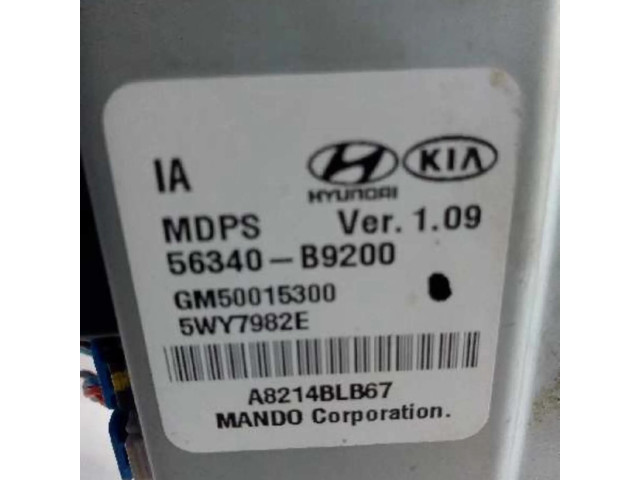 IA HYUNDAI KIA
MDPS Ver. 1.09
56340-B9200
GM50015300
5WY7982E
A8214BLB67
MANDO Corporation.